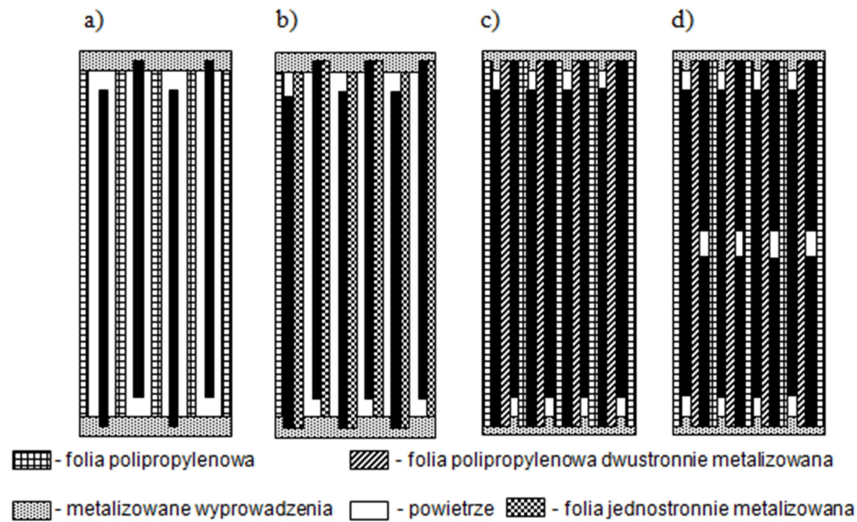 a) b) c) d)
- folia polipropylenowa - folia polipropylenowa dwustronnie metalizowana
- metalizowane wyprowadzenia - powietrze - folia jednostronnie metalizowana